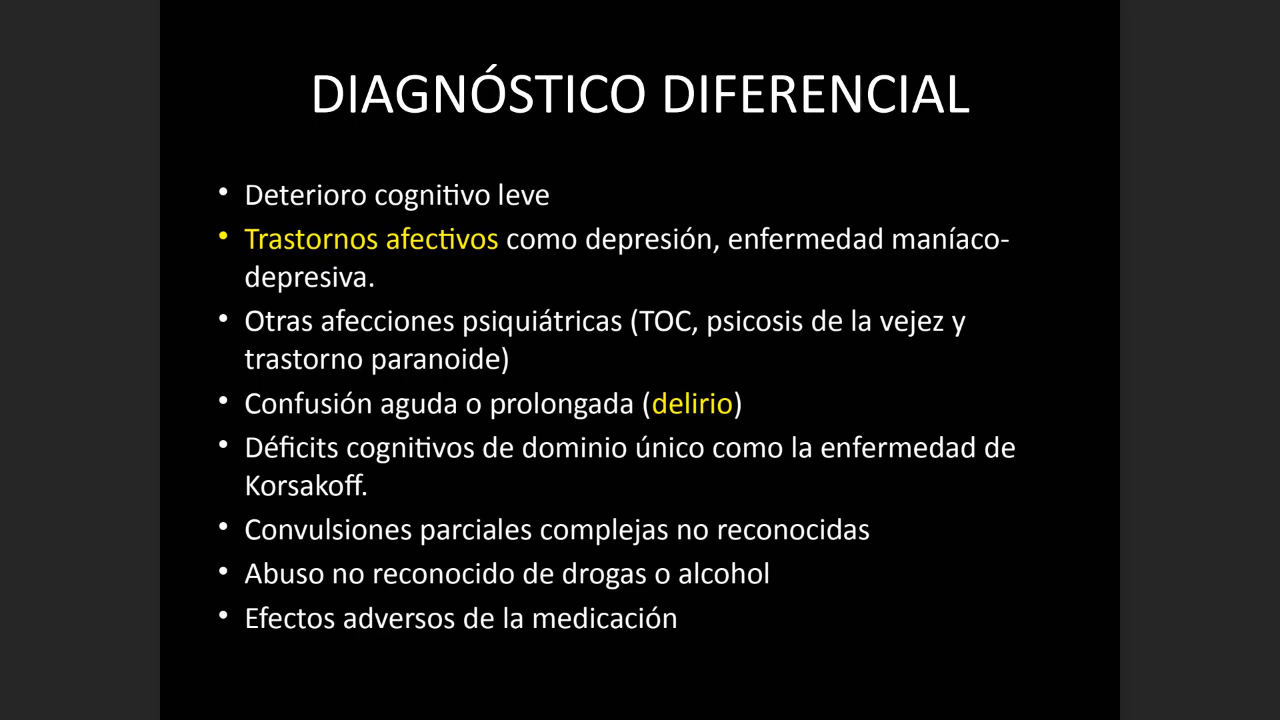 DIAGNÓSTICO DIFERENCIAL
• Deterioro cognitivo leve
• Trastornos afectivos como depresión, enfermedad maníaco-
depresiva.
• Otras afecciones psiquiátricas (TOC, psicosis de la vejez y
trastorno paranoide)
• Confusión aguda o prolongada (delirio)
• Déficits cognitivos de dominio único como la enfermedad de
Korsakoff.
• Convulsiones parciales complejas no reconocidas
• Abuso no reconocido de drogas o alcohol
• Efectos adversos de la medicación